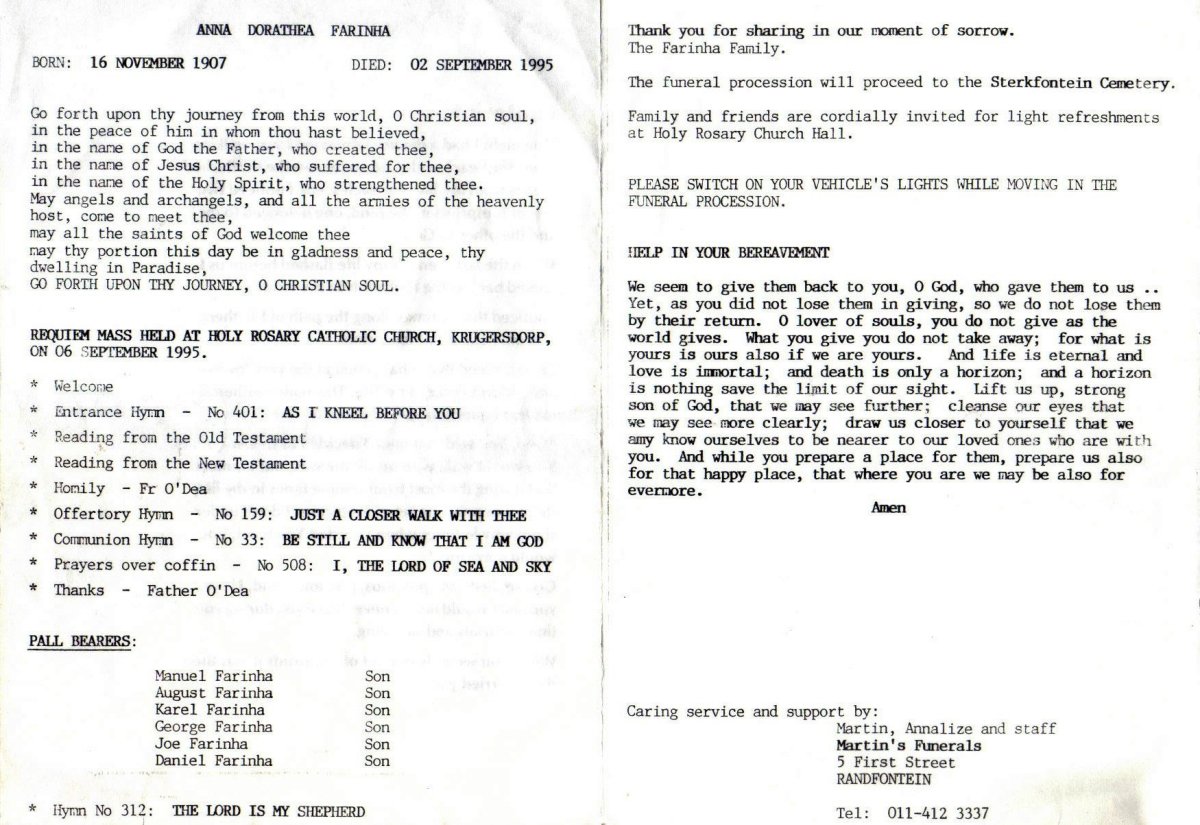 ANNA DORATHEA FARINHA
BORN: 16 NOVEMBER 1907 DIED: 02 SEPTEMBER 1995
Go forth upon thy journey from this world, O Christian soul,
in the peace of him in whom thou hast believed,
in the name of God the Father, who created thee,
in the name of Jesus Christ, who suffered for thee,
in the name of the Holy Spirit, who strengthened thee.
May angels and archangels, and all the armies of the heavenly
host, come to meet thee,
may all the saints of God welcome thee
may thy portion this day be in gladness and peace, thy
dwelling in Paradise,
GO FORTH UPON THY JOURNEY, O CHRISTIAN SOUL.
REQUIEM MASS HELD AT HOLY ROSARY CATHOLIC CHURCH, KRUGERSDORP,
ON 06 SEPTEMBER 1995.
* Welcome
* Entrance Hymn - No 401: AS I KNEEL BEFORE YOU
* Reading from the Old Testament
* Reading from the New Testament
* Homily - Fr O'Dea
* Offertory Hymn - No 159: JUST A CLOSER WALK WITH THEE
* Communion Hymn - No 33: BE STILL AND KNOW THAT I AM GOD
* Prayers over coffin - No 508: I, THE LORD OF SEA AND SKY
* Thanks - Father O'Dea
PALL BEARERS:
Manuel Farinha Son
August Farinha Son
Karel Farinha Son
George Farinha Son
Joe Farinha Son
Daniel Farinha Son
* Hymn No 312: THE LORD IS MY SHEPHERD
Thank you for sharing in our moment of sorrow.
The Farinha Family.
The funeral procession will proceed to the Sterkfontein Cemetery.
Family and friends are cordially invited for light refreshments
at Holy Rosary Church Hall.
PLEASE SWITCH ON YOUR VEHICLE'S LIGHTS WHILE MOVING IN THE
FUNERAL PROCESSION.
HELP IN YOUR BEREAVEMENT
We seem to give them back to you, O God, who gave them to us ..
Yet, as you did not lose them in giving, so we do not lose them
by their return. O lover of souls, you do not give as the
world gives. What you give you do not take away; for what is
yours is ours also if we are yours. And life is eternal and
love is immortal; and death is only a horizon; and a horizon
is nothing save the limit of our sight. Lift us up, strong
son of God, that we may see further; cleanse our eyes that
we may see more clearly; draw us closer to yourself that we
amy know ourselves to be nearer to our loved ones who are with
you. And while you prepare a place for them, prepare us also
for that happy place, that where you are we may be also for
evermore.
Amen
Caring service and support by:
Martin, Annalize and staff
Martin's Funerals
5 First Street
RANDFONTEIN
Tel: 011-412 3337